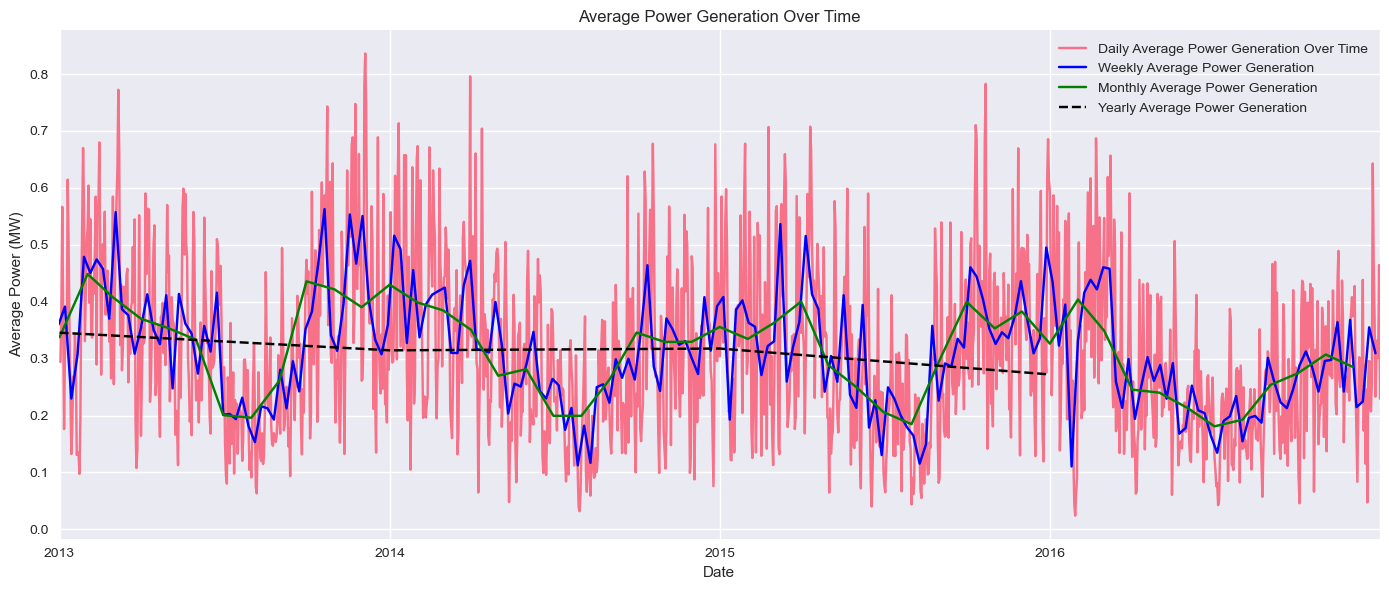 Average Power Generation Over Time
Daily Average Power Generation Over Time
Weekly Average Power Generation
Monthly Average Power Generation
Yearly Average Power Generation
Average Power (MW)
0.8
0.7
0.6
0.5
0.4
0.3
0.2
0.1
0.0
2013
2014
2015
2016
Date